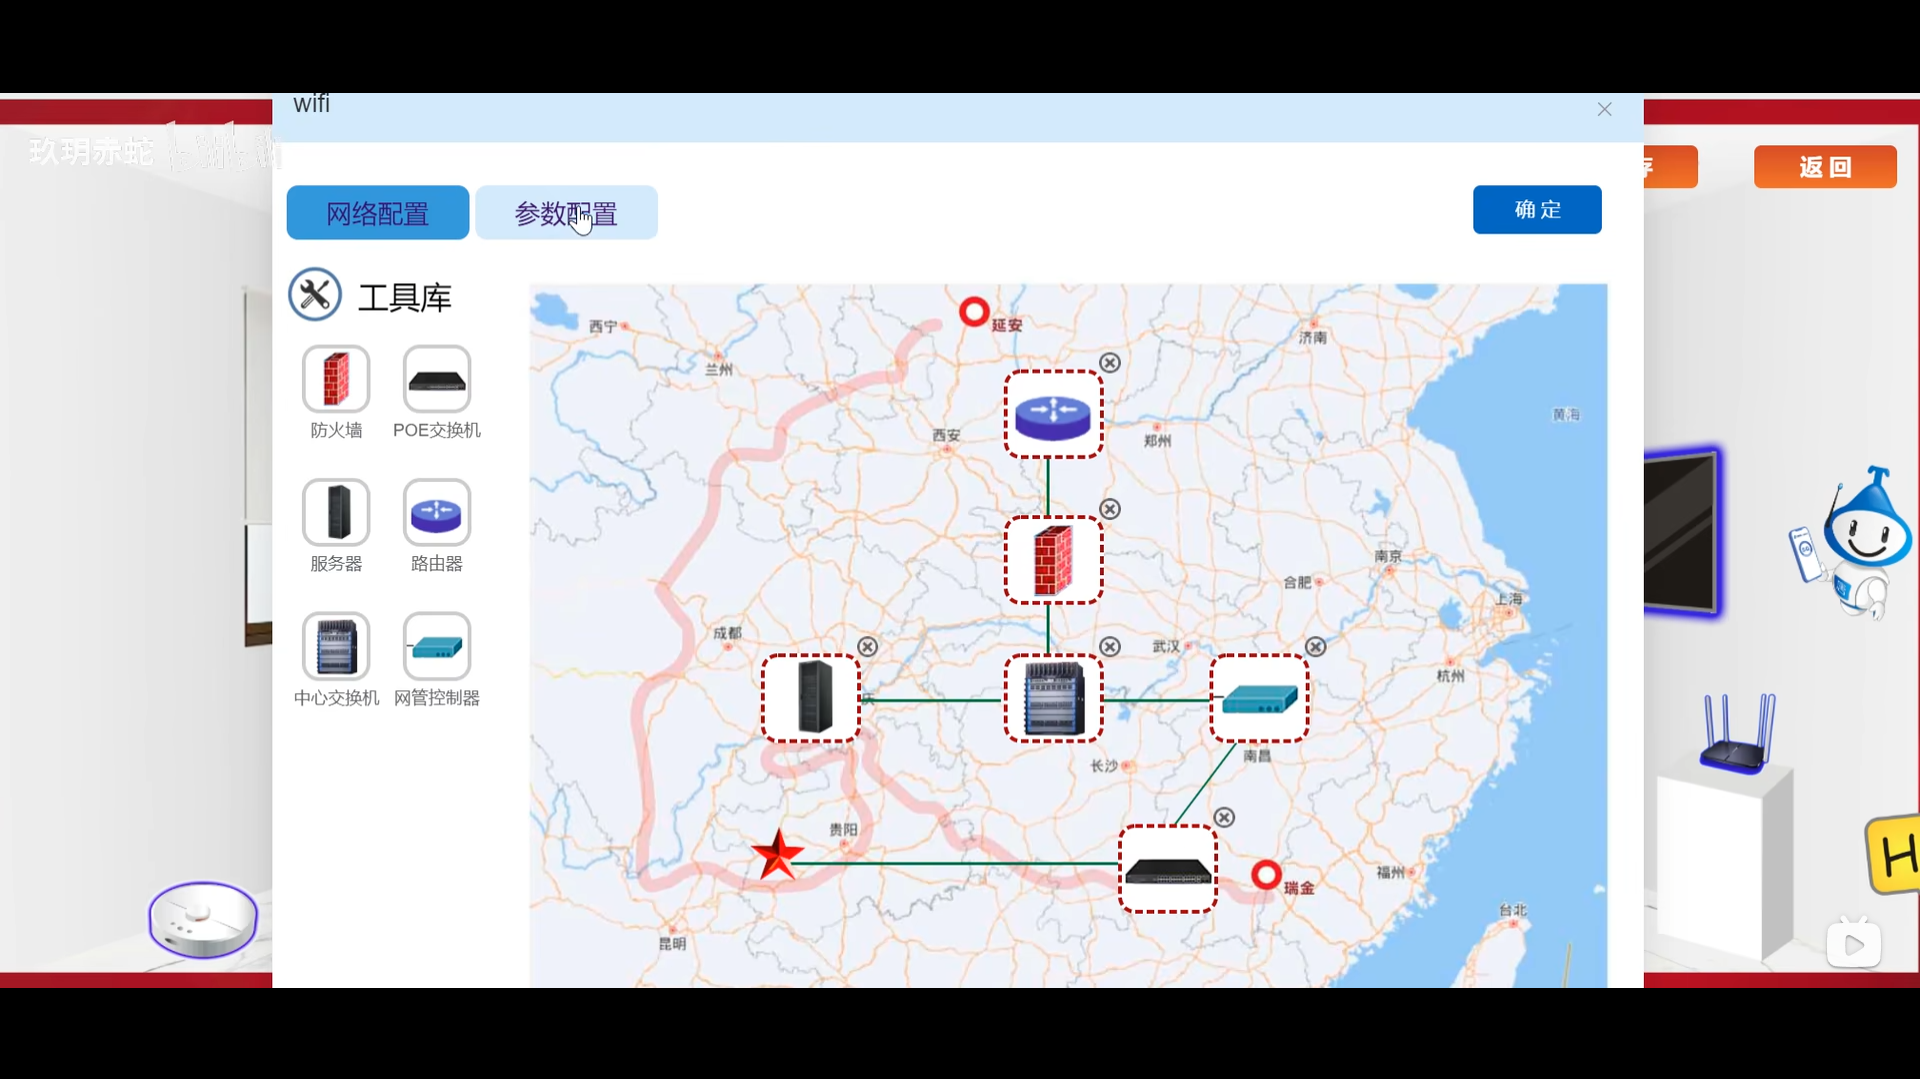 wifi
玖玥赤蛇 bilibili
存
返回
网络配置
参数配置
确定
工具库
防火墙
POE交换机
服务器
路由器
中心交换机
网管控制器
延安
西宁
济南
兰州
黄海
西安
郑州
南京
合肥
上海
成都
武汉
杭州
庆
南昌
长沙
贵阳
瑞金
福州
台北
昆明
H